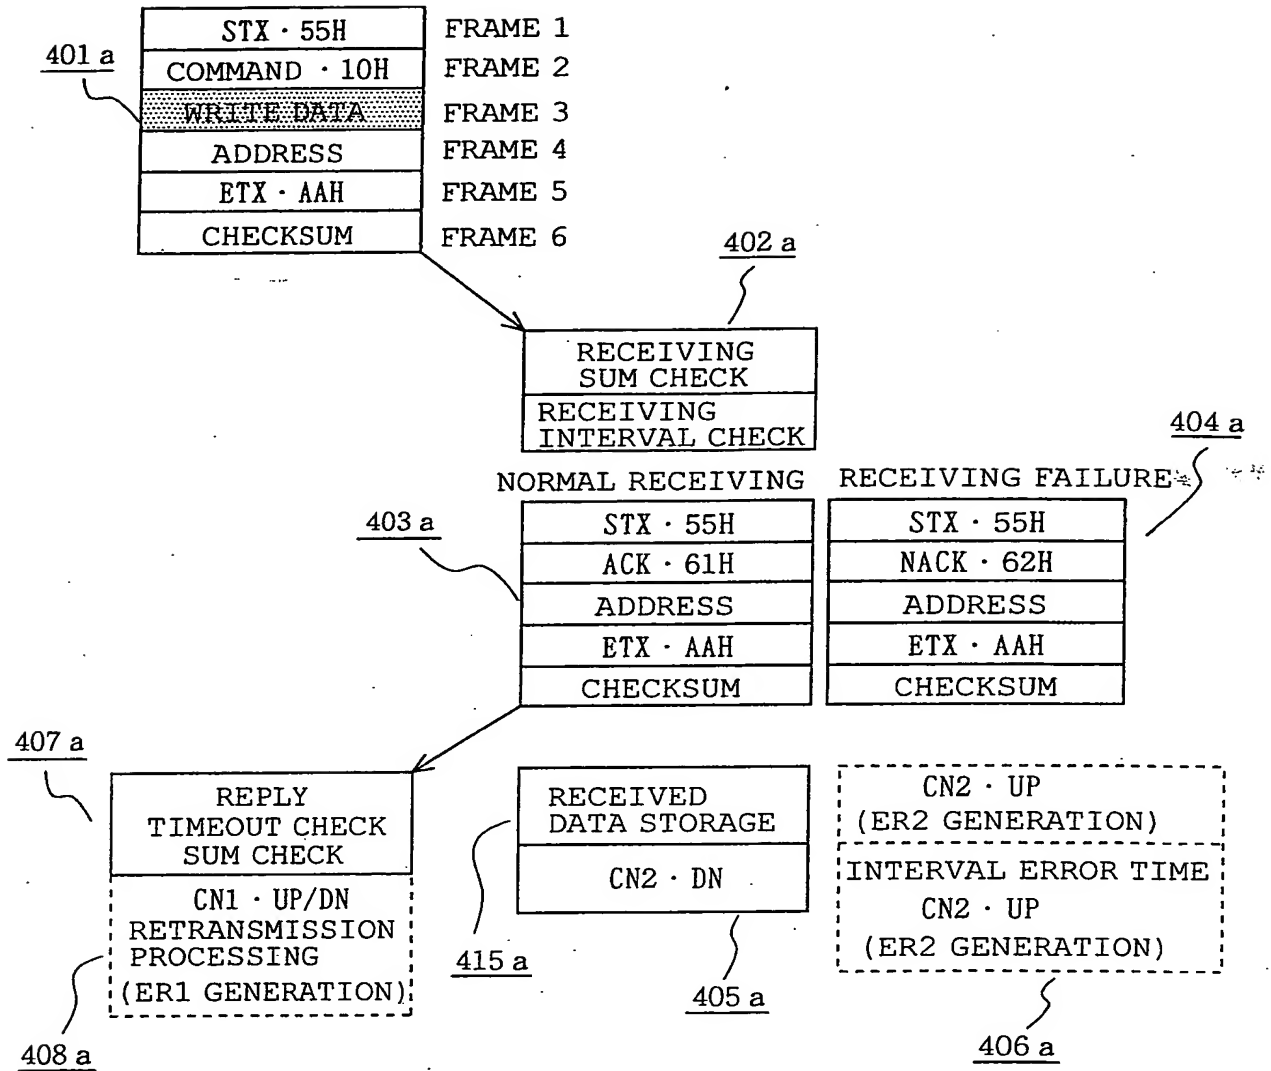 STX · 55H FRAME 1
401 a
COMMAND · 10H FRAME 2
WRITE DATA FRAME 3
ADDRESS FRAME 4
ETX · AAH FRAME 5
CHECKSUM FRAME 6
402 a
RECEIVING
SUM CHECK
RECEIVING
INTERVAL CHECK
404 a
NORMAL RECEIVING
RECEIVING FAILURE
403 a
STX · 55H
ACK · 61H
ADDRESS
ETX · AAH
CHECKSUM
STX · 55H
NACK · 62H
ADDRESS
ETX · AAH
CHECKSUM
407 a
REPLY
TIMEOUT CHECK
SUM CHECK
CN1 · UP/DN
RETRANSMISSION
PROCESSING
(ER1 GENERATION)
408 a
RECEIVED
DATA STORAGE
CN2 · DN
415 a
405 a
CN2 · UP
(ER2 GENERATION)
INTERVAL ERROR TIME
CN2 · UP
(ER2 GENERATION)
406 a